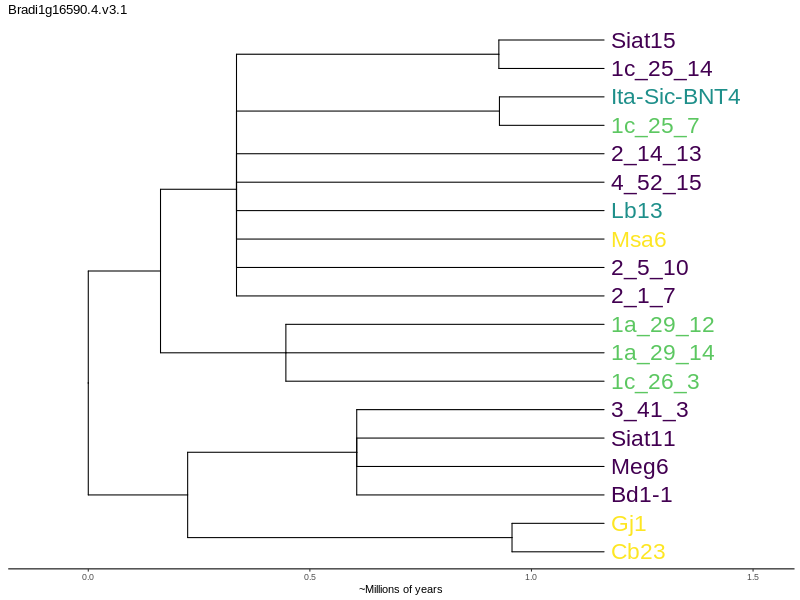 Bradi1g16590.4.v3.1
Siat15
1c_25_14
Ita-Sic-BNT4
1c_25_7
2_14_13
4_52_15
Lb13
Msa6
2_5_10
2_1_7
1a_29_12
1a_29_14
1c_26_3
3_41_3
Siat11
Meg6
Bd1-1
Gj1
Cb23
0.0 0.5 1.0 1.5
~Millions of years